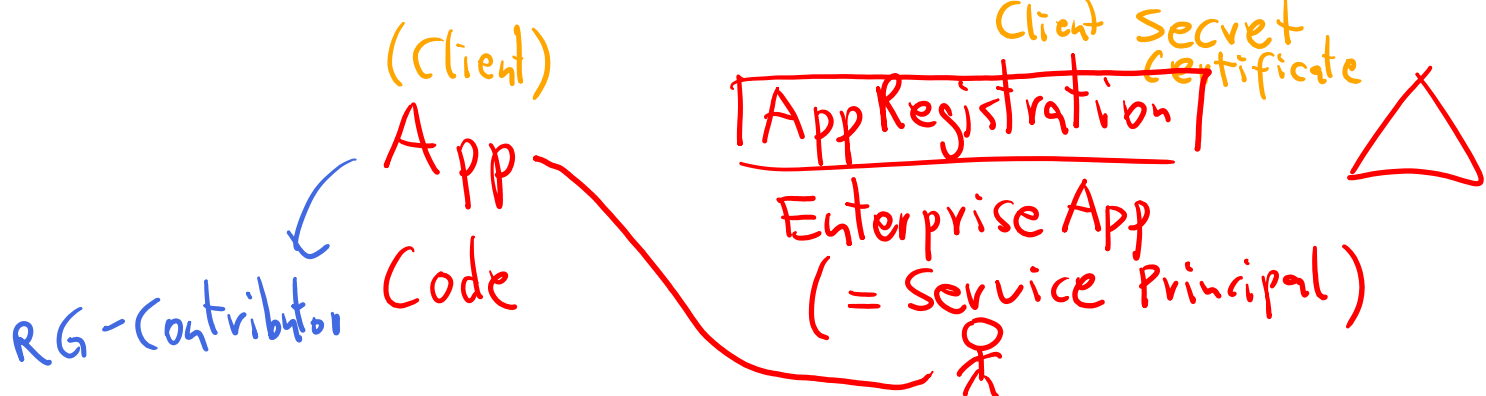 (Client)
App
Code
RG-Contributor
Client Secret
Certificate
App Registration
Enterprise App
(= Service Principal)